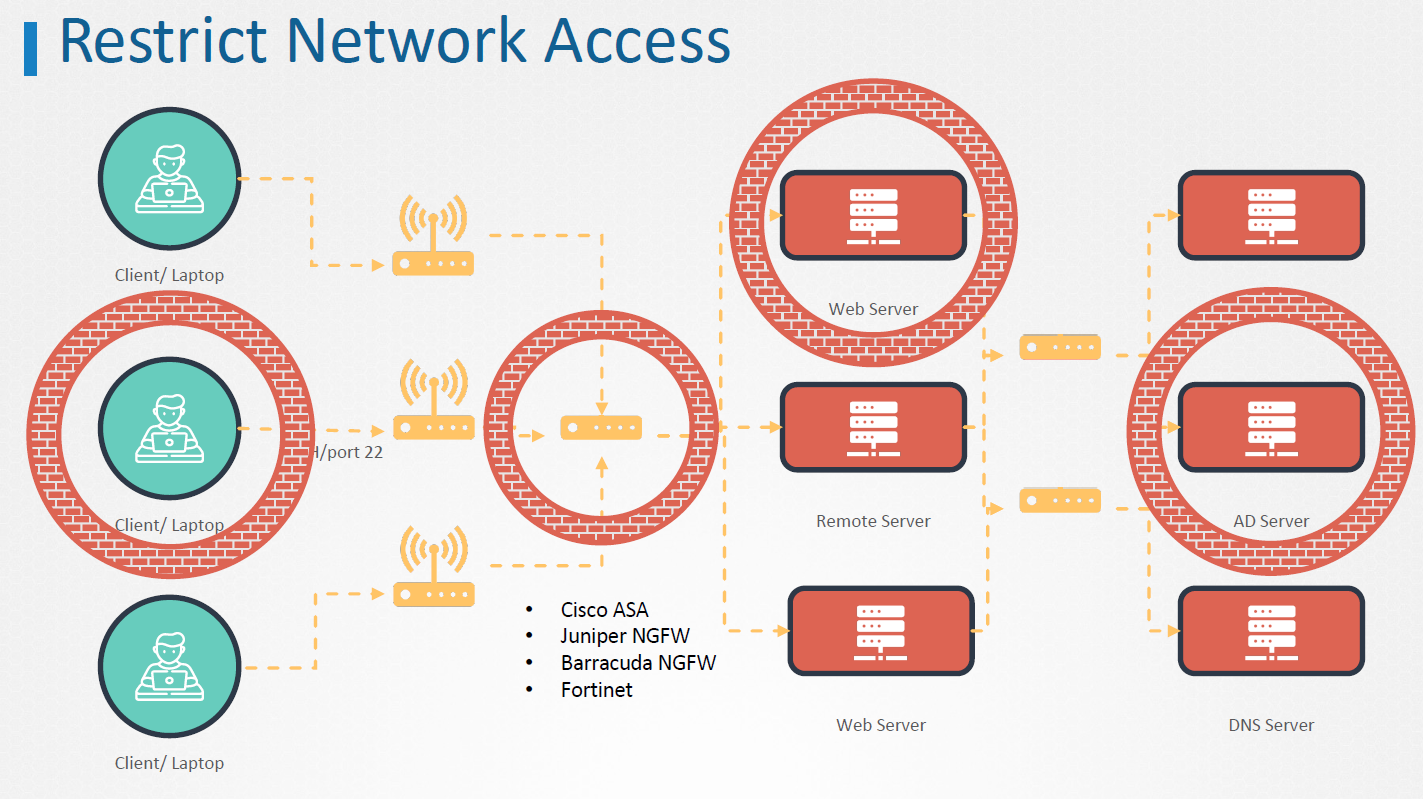 Restrict Network Access
Client/ Laptop
Web Server
H/port 22
Client/ Laptop
Remote Server
AD Server
• Cisco ASA
• Juniper NGFW
• Barracuda NGFW
• Fortinet
Web Server
DNS Server
Client/ Laptop